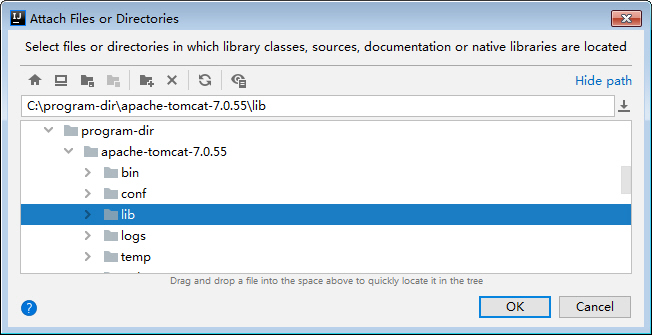 Attach Files or Directories
Select files or directories in which library classes, sources, documentation or native libraries are located
Hide path
C:\program-dir\apache-tomcat-7.0.55\lib
program-dir
apache-tomcat-7.0.55
bin
conf
lib
logs
temp
Drag and drop a file into the space above to quickly locate it in the tree
?
OK
Cancel